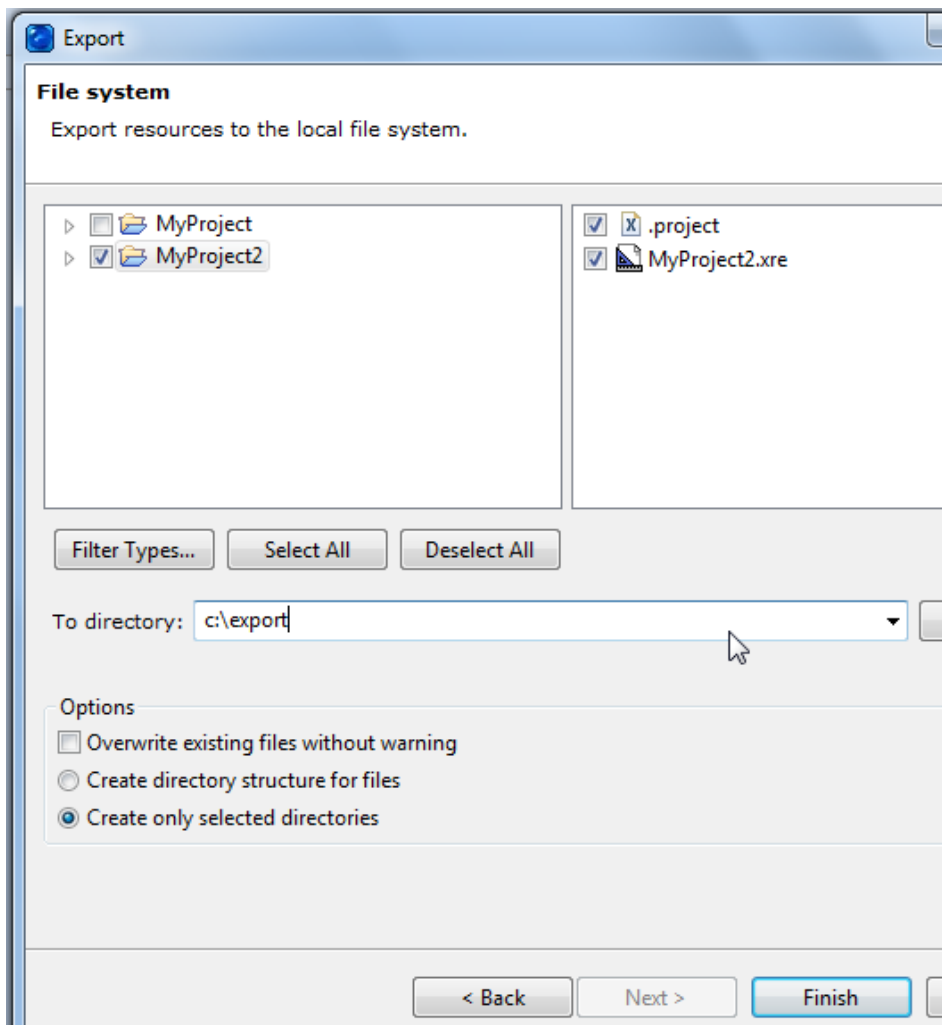 Export
File system
Export resources to the local file system.
MyProject
MyProject2
.project
MyProject2.xre
Filter Types...
Select All
Deselect All
To directory:
c:\export
Options
Overwrite existing files without warning
Create directory structure for files
Create only selected directories
< Back
Next >
Finish